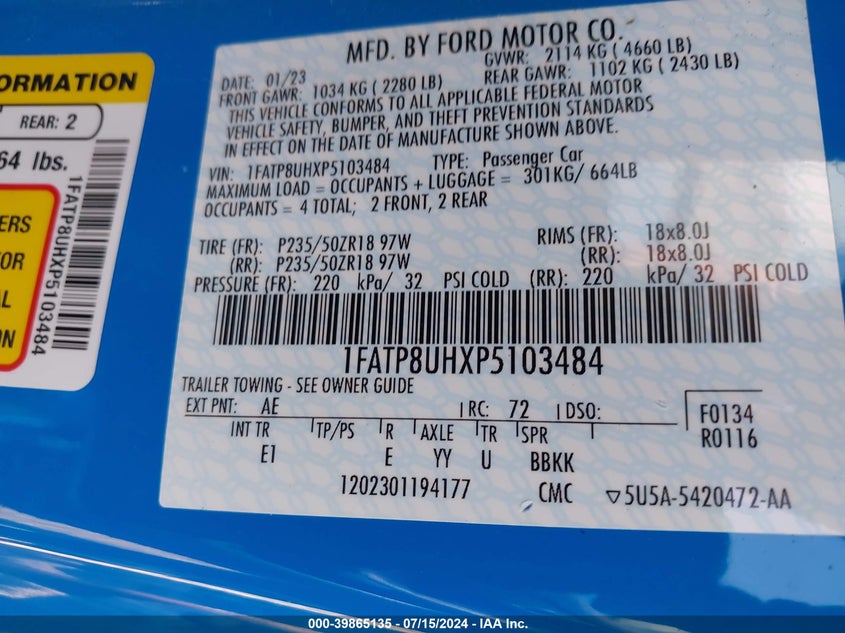 ORMATION
REAR: 2
64 lbs.
ERS
TOR
AL
ON
1FATP8UHXP5103484
MFD. BY FORD MOTOR CO.
DATE: 01/23 GVWR: 2114 KG ( 4660 LB)
FRONT GAWR: 1034 KG ( 2280 LB) REAR GAWR: 1102 KG ( 2430 LB)
THIS VEHICLE CONFORMS TO ALL APPLICABLE FEDERAL MOTOR
VEHICLE SAFETY, BUMPER, AND THEFT PREVENTION STANDARDS
IN EFFECT ON THE DATE OF MANUFACTURE SHOWN ABOVE.
VIN: 1FATP8UHXP5103484 TYPE: Passenger Car
MAXIMUM LOAD = OCCUPANTS + LUGGAGE = 301KG/ 664LB
OCCUPANTS = 4 TOTAL; 2 FRONT, 2 REAR
TIRE (FR): P235/50ZR18 97W RIMS (FR): 18x8.0J
(RR): P235/50ZR18 97W (RR): 18x8.0J
PRESSURE (FR): 220 kPa/ 32 PSI COLD (RR): 220 kPa/ 32 PSI COLD
1FATP8UHXP5103484
TRAILER TOWING - SEE OWNER GUIDE
EXT PNT: AE RC: 72 DSO: F0134
R0116
INT TR TP/PS R AXLE TR SPR
E1 E YY U BBKK
1202301194177 CMC ▽5U5A-5420472-AA
000-39865135 - 07/15/2024 - IAA Inc.